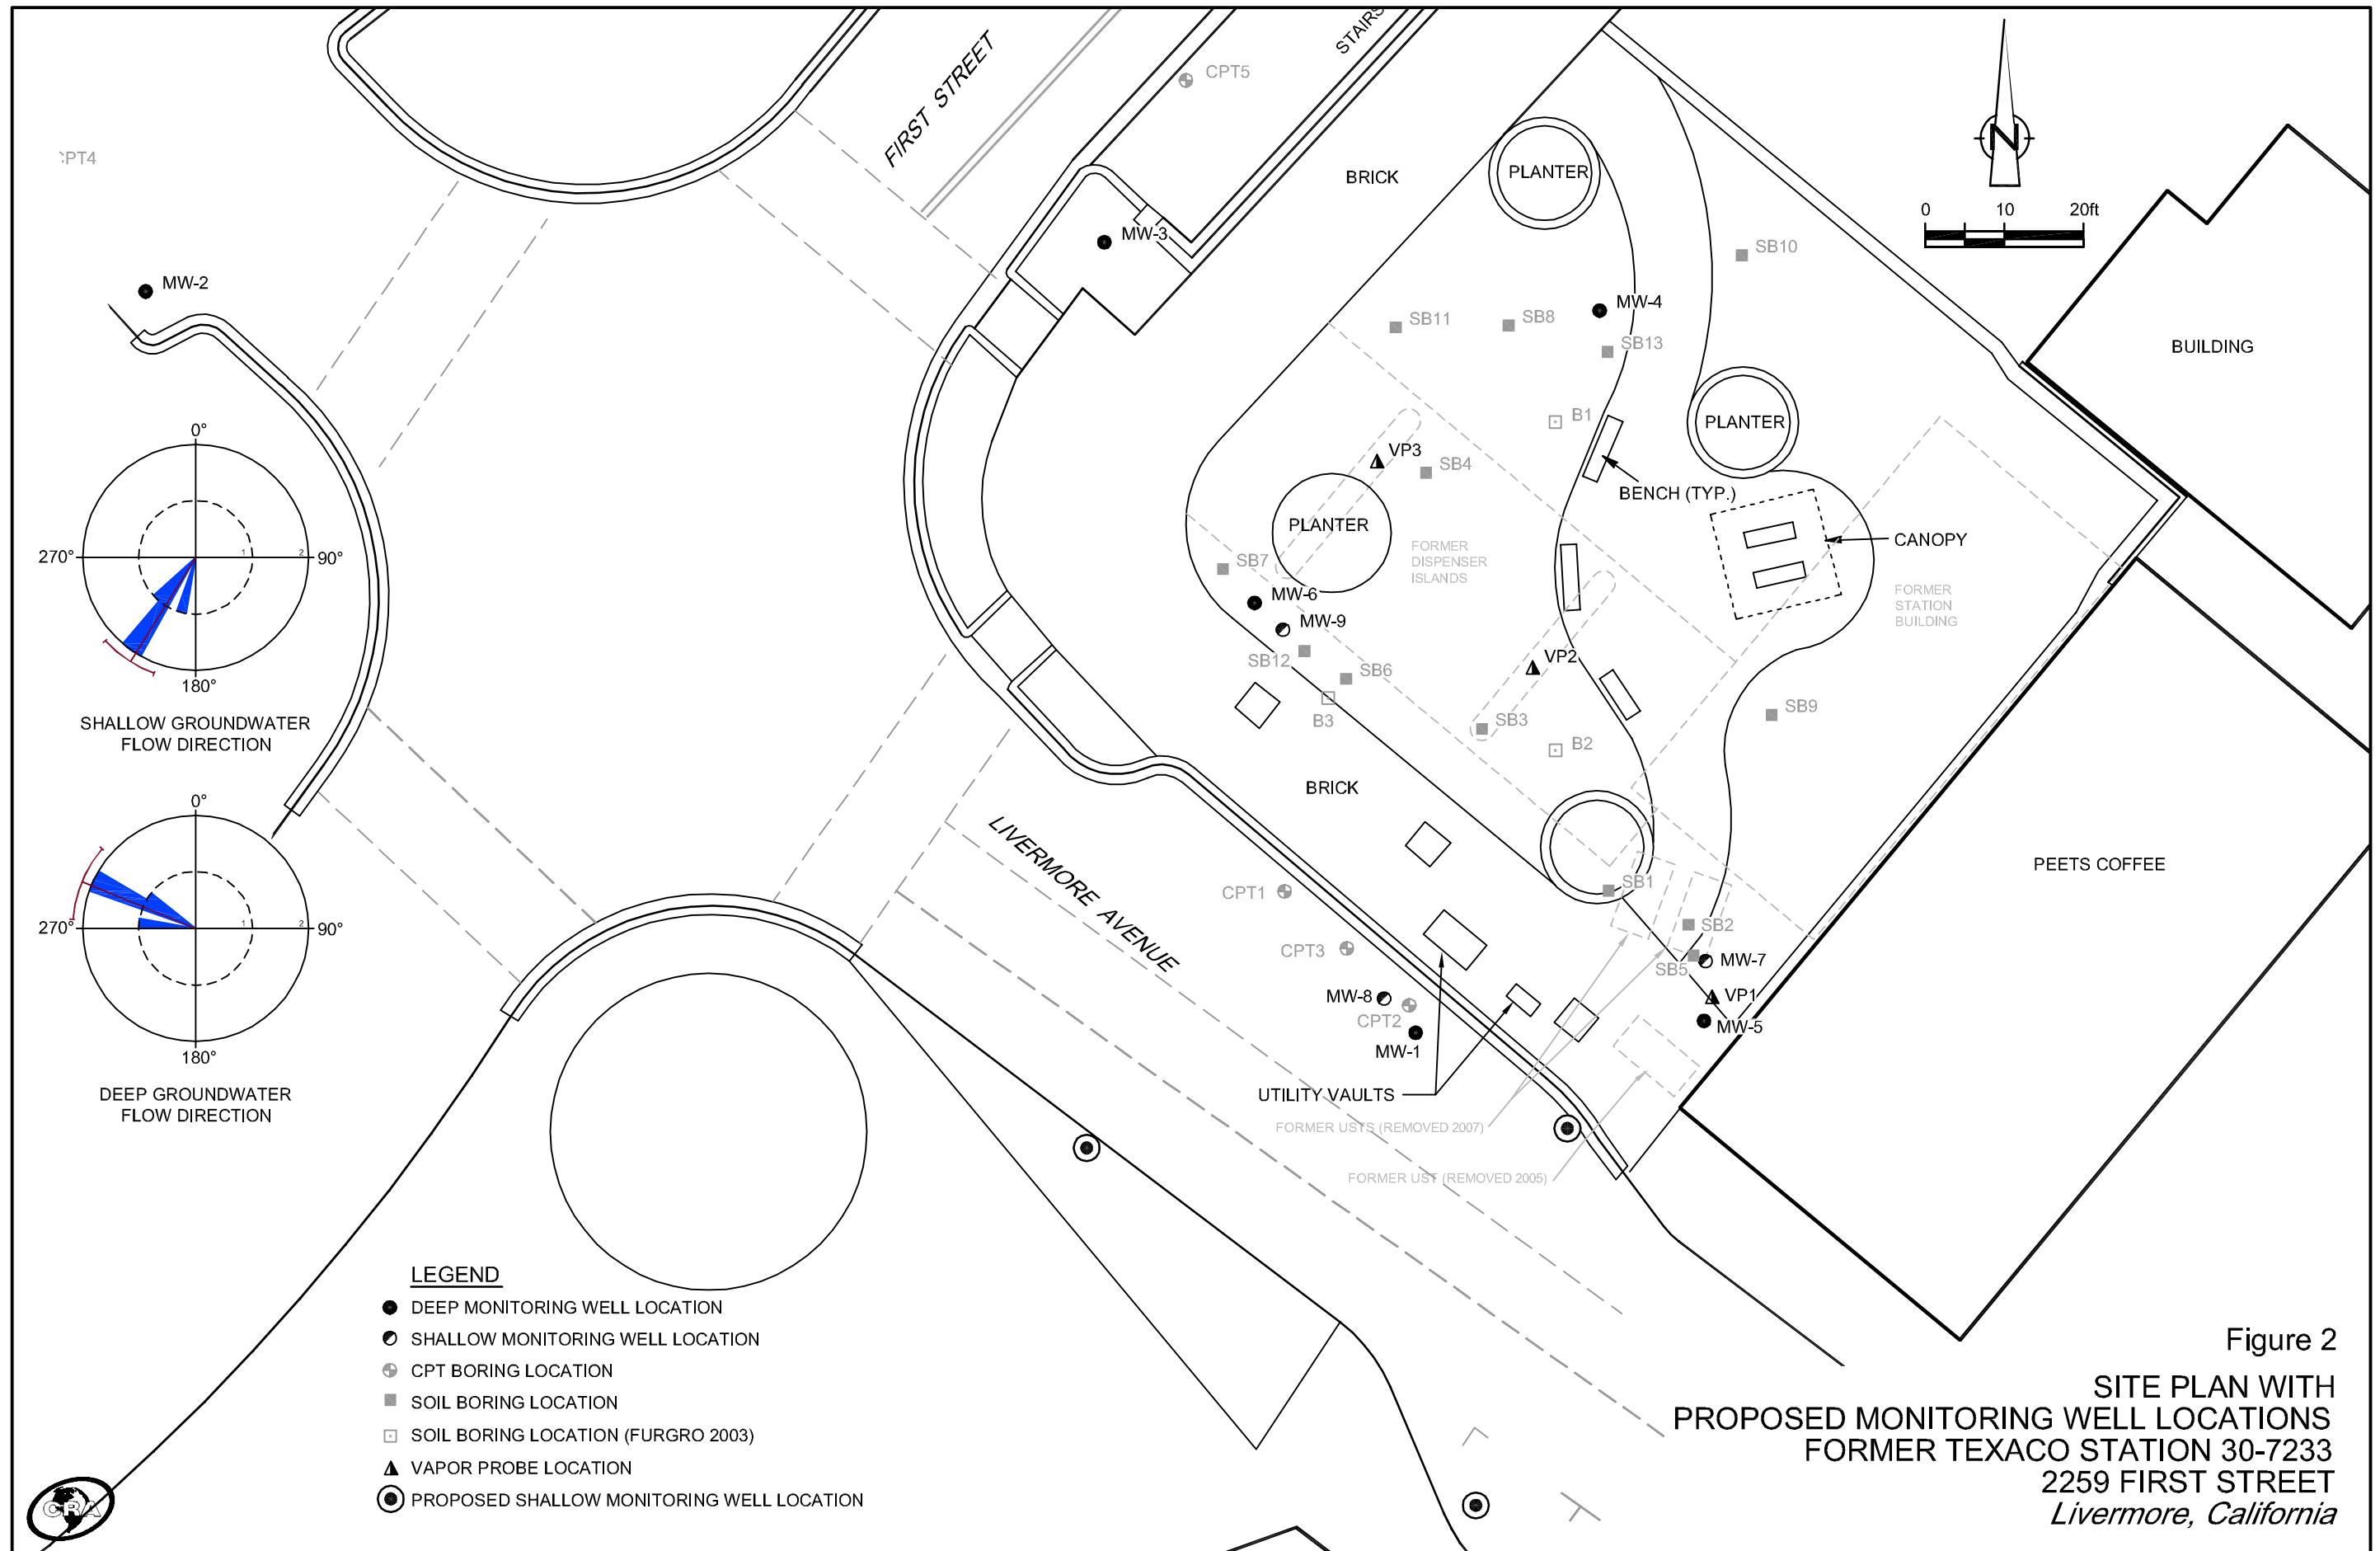 STAIRS
FIRST STREET
CPT5
PT4
BRICK
PLANTER
N
0 10 20ft
MW-3
SB10
MW-2
MW-4
SB11
SB8
SB13
BUILDING
B1
PLANTER
0°
270°
90°
1
2
180°
SHALLOW GROUNDWATER
FLOW DIRECTION
VP3
SB4
BENCH (TYP.)
PLANTER
FORMER
DISPENSER
ISLANDS
CANOPY
SB7
MW-6
MW-9
FORMER
STATION
BUILDING
SB12
VP2
SB6
B3
SB3
SB9
B2
BRICK
0°
270°
90°
1
2
180°
DEEP GROUNDWATER
FLOW DIRECTION
LIVERMORE AVENUE
PEETS COFFEE
CPT1
SB1
SB2
CPT3
SB5
MW-7
MW-8
VP1
CPT2
MW-5
MW-1
UTILITY VAULTS
FORMER USTS (REMOVED 2007)
FORMER UST (REMOVED 2005)
LEGEND
DEEP MONITORING WELL LOCATION
SHALLOW MONITORING WELL LOCATION
CPT BORING LOCATION
SOIL BORING LOCATION
SOIL BORING LOCATION (FURGRO 2003)
VAPOR PROBE LOCATION
PROPOSED SHALLOW MONITORING WELL LOCATION
CRA
Figure 2
SITE PLAN WITH
PROPOSED MONITORING WELL LOCATIONS
FORMER TEXACO STATION 30-7233
2259 FIRST STREET
Livermore, California